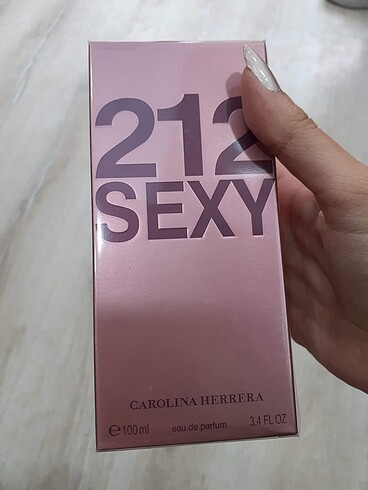 212
SEXY
CAROLINA HERRERA
℮100 ml eau de parfum 3.4 FL OZ